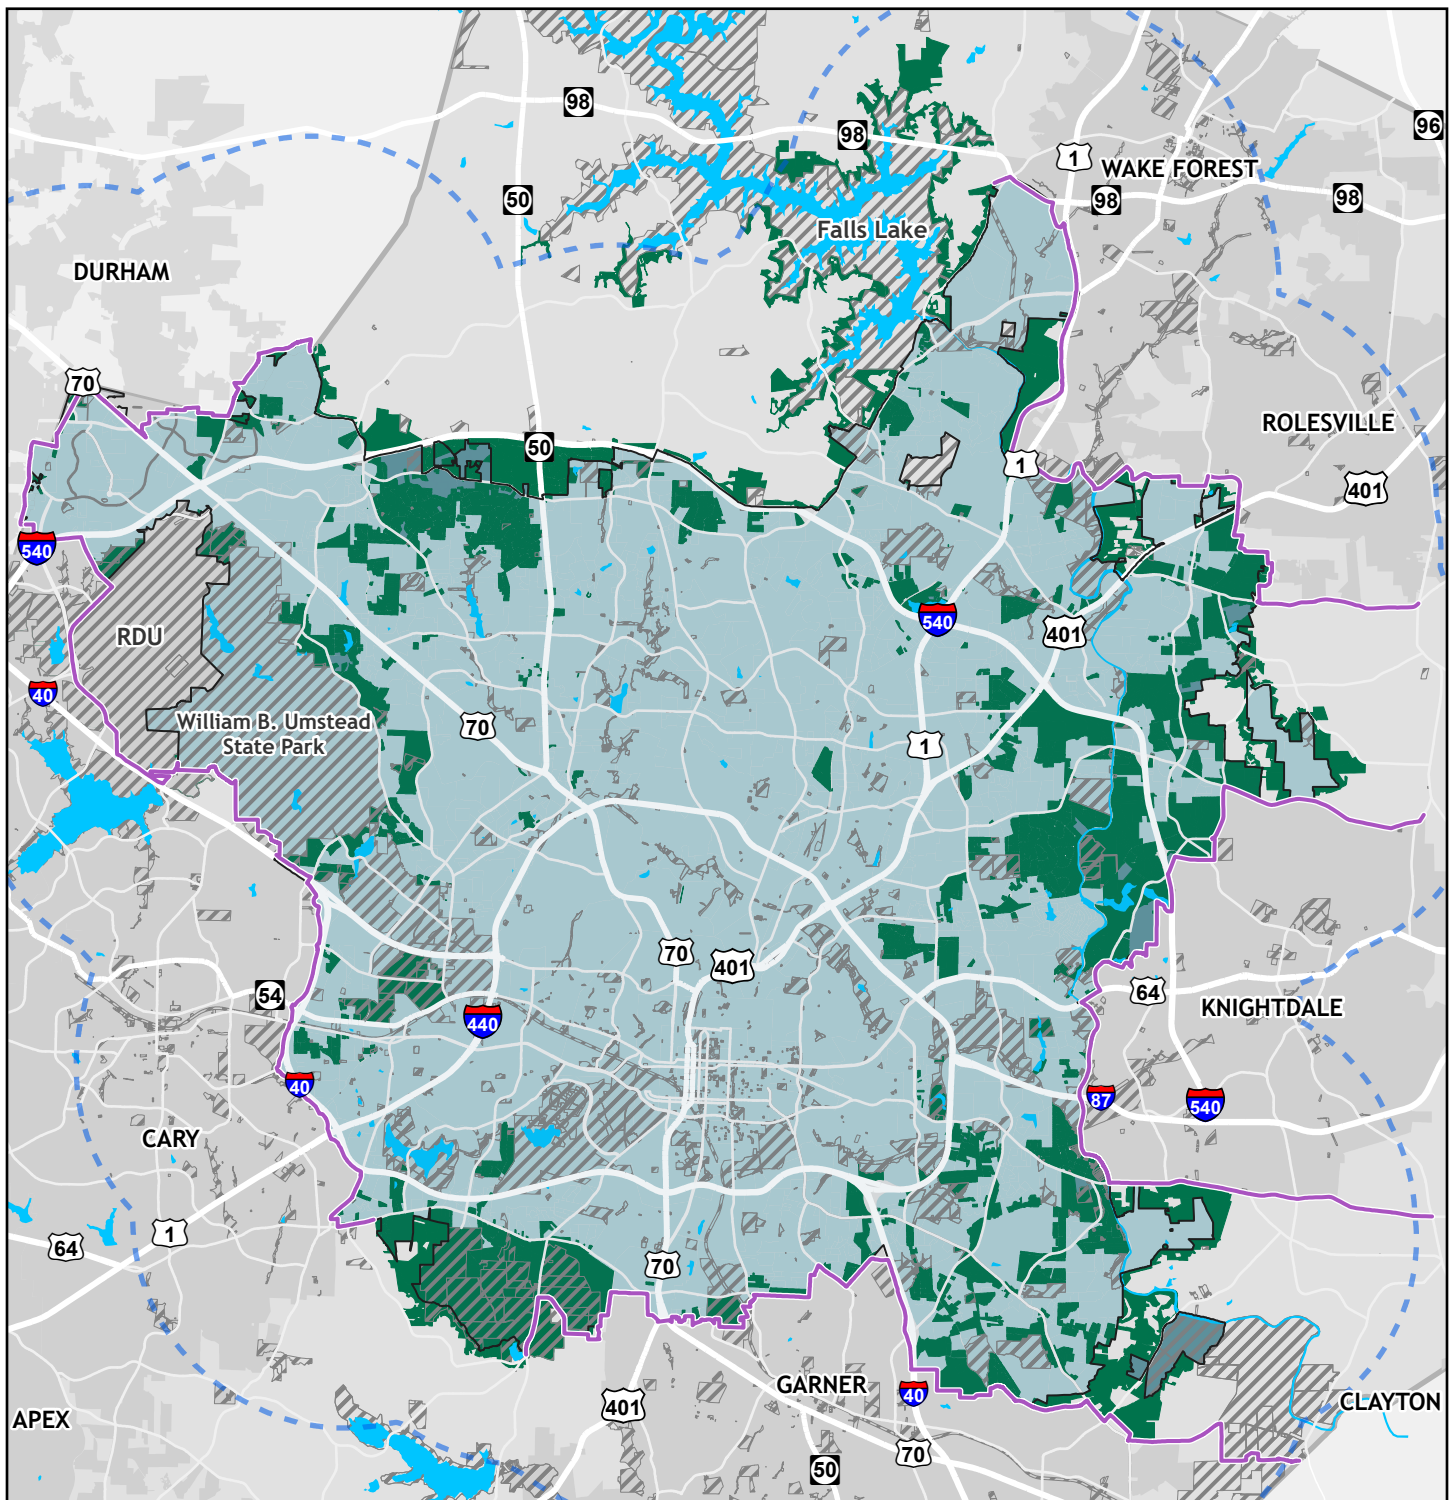 98
98
96
1
WAKE FOREST
50
98
98
Falls Lake
DURHAM
70
ROLESVILLE
50
1
401
540
RDU
540
401
40
William B. Umstead
State Park
70
1
70
401
54
64
KNIGHTDALE
440
40
87
540
CARY
1
64
70
GARNER
40
401
APEX
CLAYTON
70
50